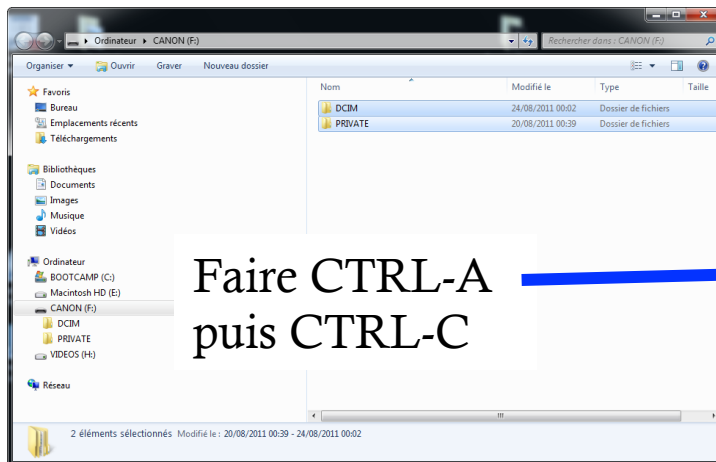 Ordinateur ▸ CANON (F:)
Rechercher dans : CANON (F:)
Organiser
Ouvrir
Graver
Nouveau dossier
Favoris
Bureau
Emplacements récents
Téléchargements
Bibliothèques
Documents
Images
Musique
Vidéos
Ordinateur
BOOTCAMP (C:)
Macintosh HD (E:)
CANON (F:)
DCIM
PRIVATE
VIDEOS (H:)
Réseau
Nom Modifié le Type Taille
DCIM 24/08/2011 00:02 Dossier de fichiers
PRIVATE 20/08/2011 00:39 Dossier de fichiers
Faire CTRL-A
puis CTRL-C
2 éléments sélectionnés Modifié le : 20/08/2011 00:39 - 24/08/2011 00:02